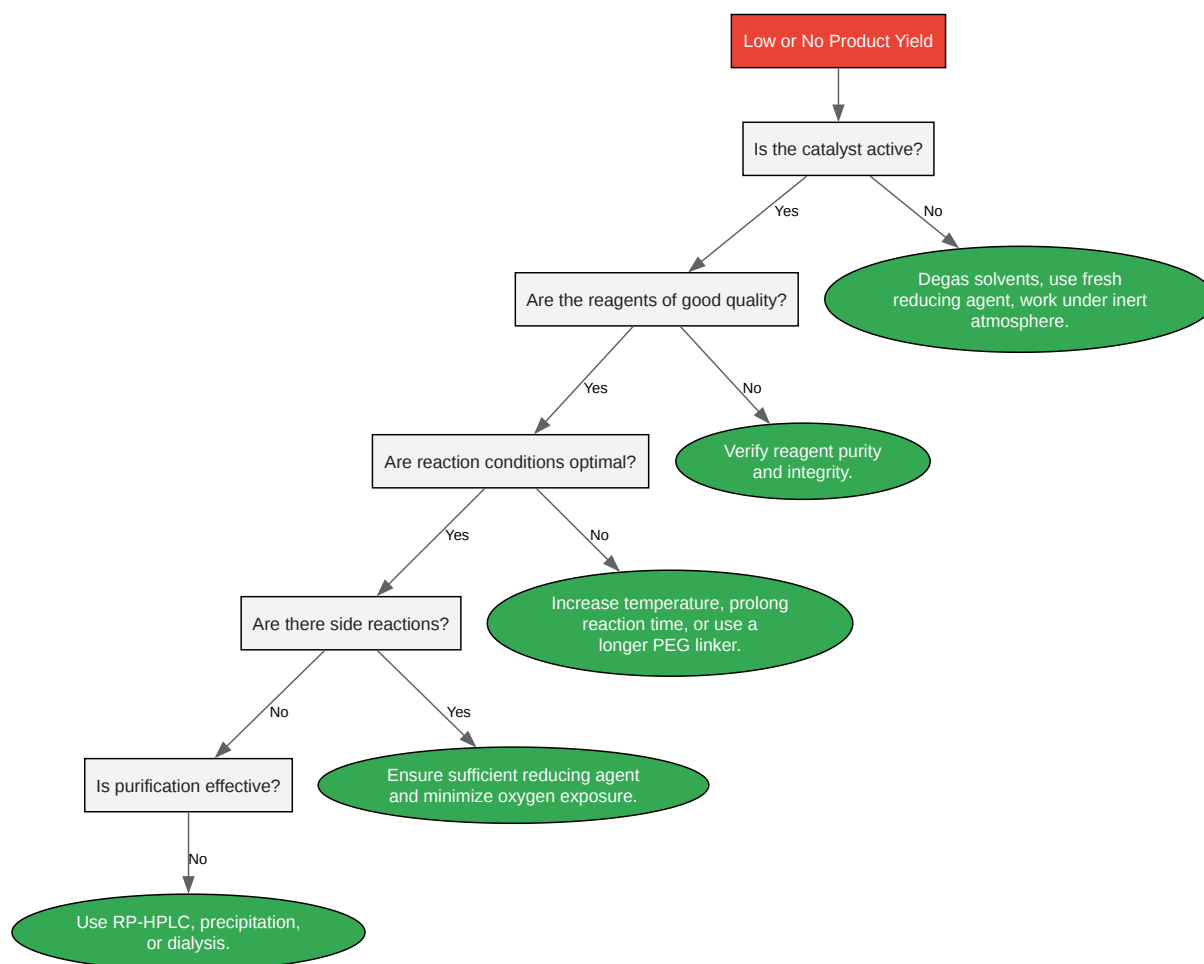 Low or No Product Yield
Is the catalyst active?
Yes
No
Are the reagents of good quality?
Degas solvents, use fresh
reducing agent, work under inert
atmosphere.
Yes
No
Are reaction conditions optimal?
Verify reagent purity
and integrity.
Yes
No
Are there side reactions?
Increase temperature, prolong
reaction time, or use a
longer PEG linker.
No
Yes
Is purification effective?
Ensure sufficient reducing agent
and minimize oxygen exposure.
No
Use RP-HPLC, precipitation,
or dialysis.